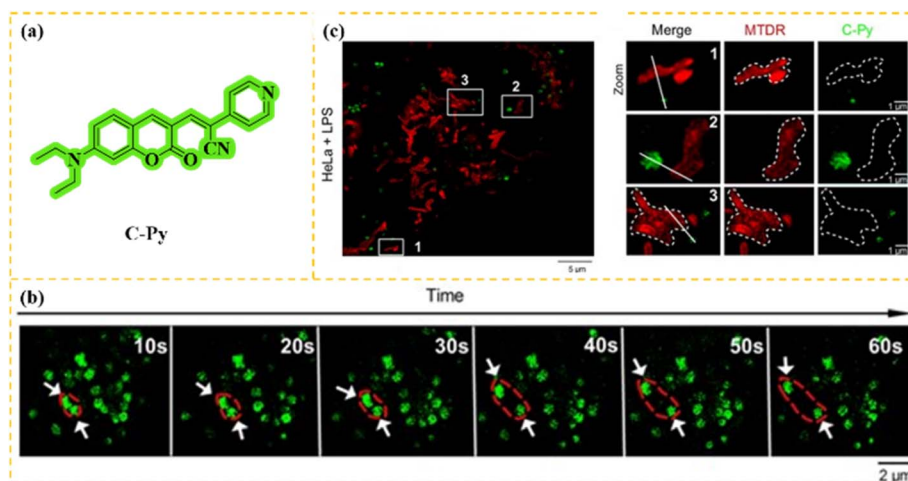 (a)
N
CN
N
O
O
C-Py
(c)
HeLa + LPS
3
2
1
5 μm
Merge
MTDR
C-Py
Zoom
1
1 μm
2
1 μm
3
1 μm
(b)
Time
10s
20s
30s
40s
50s
60s
2 μm